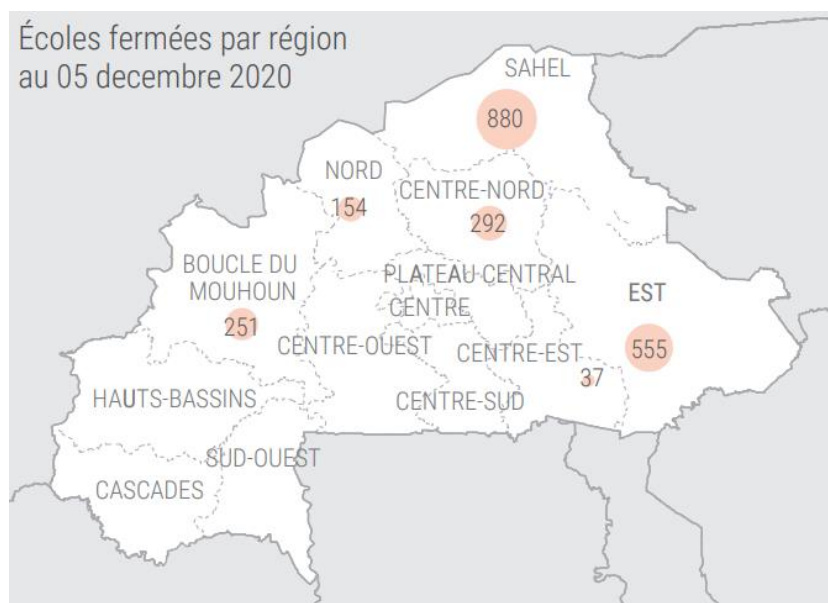 Écoles fermées par région
au 05 decembre 2020
SAHEL
880
NORD
154
CENTRE-NORD
292
BOUCLE DU
MOUHOUN
251
PLATEAU CENTRAL
CENTRE
EST
555
CENTRE-OUEST
CENTRE-EST
37
HAUTS-BASSINS
CENTRE-SUD
SUD-OUEST
CASCADES